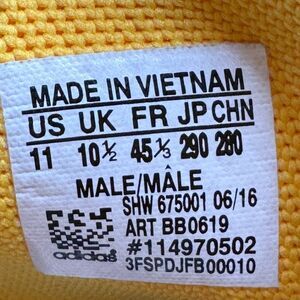 MADE IN VIETNAM
US UK FR JP CHN
11 10½ 45⅓ 290 280
MALE/MÂLE
SHW 675001 06/16
ART BB0619
#114970502
adidas 3FSPDJFB00010